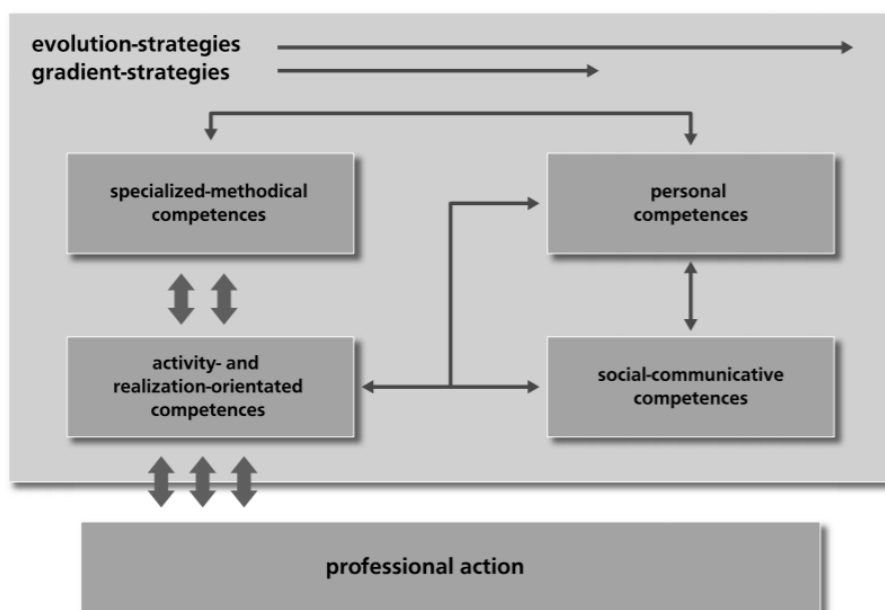 evolution-strategies
gradient-strategies
specialized-methodical
competences
personal
competences
activity- and
realization-orientated
competences
social-communicative
competences
professional action